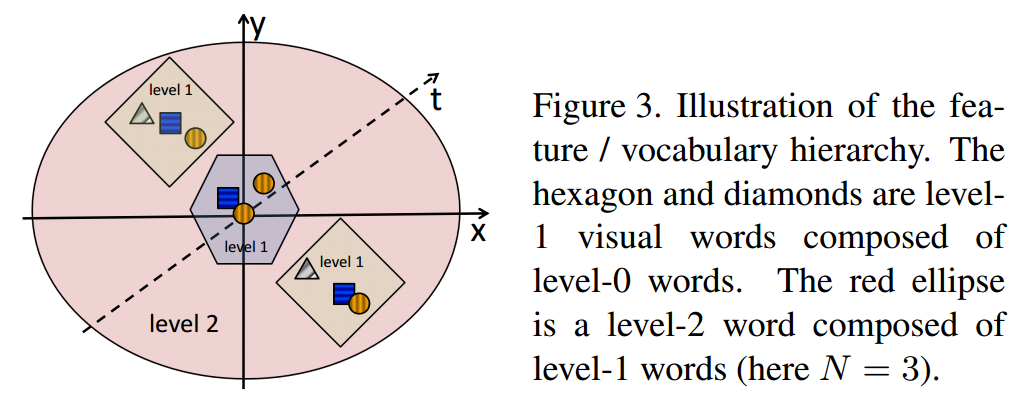 y
level 1
t
level 1
x
level 1
level 2
Figure 3. Illustration of the fea-
ture / vocabulary hierarchy. The
hexagon and diamonds are level-
1 visual words composed of
level-0 words. The red ellipse
is a level-2 word composed of
level-1 words (here N = 3).